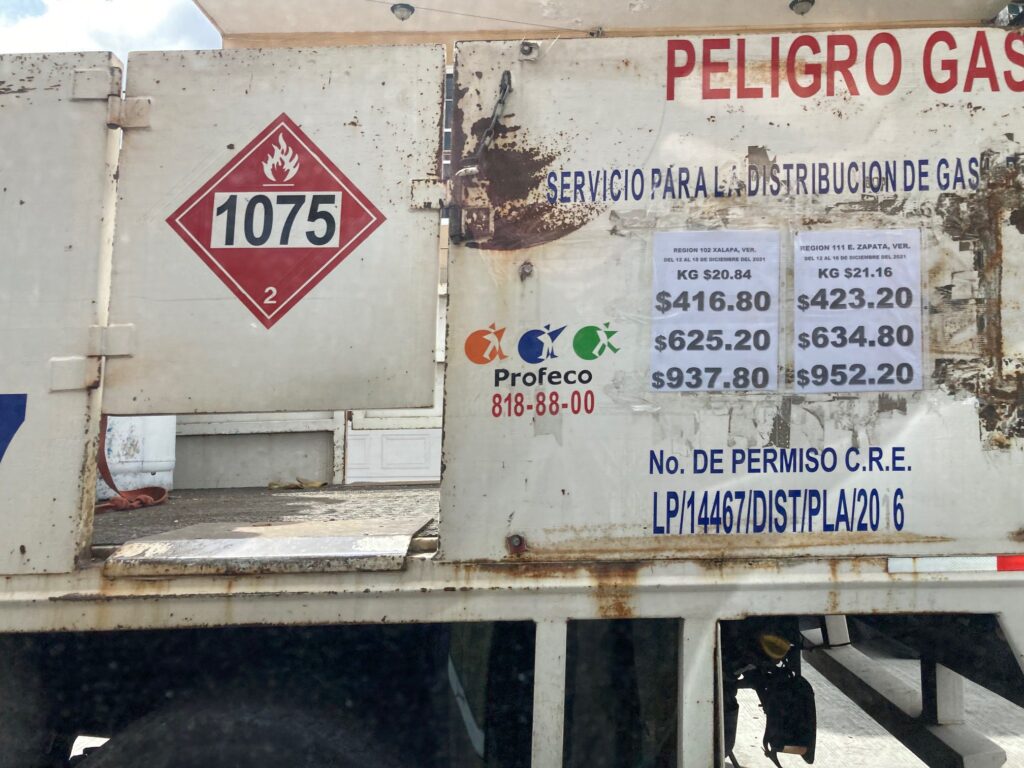 PELIGRO GAS
1075
2
SERVICIO PARA LA DISTRIBUCION DE GAS
REGION 102 XALAPA, VER.
DEL 12 AL 18 DE DICIEMBRE DEL 2021
KG $20.84
$416.80
$625.20
$937.80
REGION 111 E. ZAPATA, VER.
DEL 12 AL 18 DE DICIEMBRE DEL 2021
KG $21.16
$423.20
$634.80
$952.20
Profeco
818-88-00
No. DE PERMISO C.R.E.
LP/14467/DIST/PLA/20 6